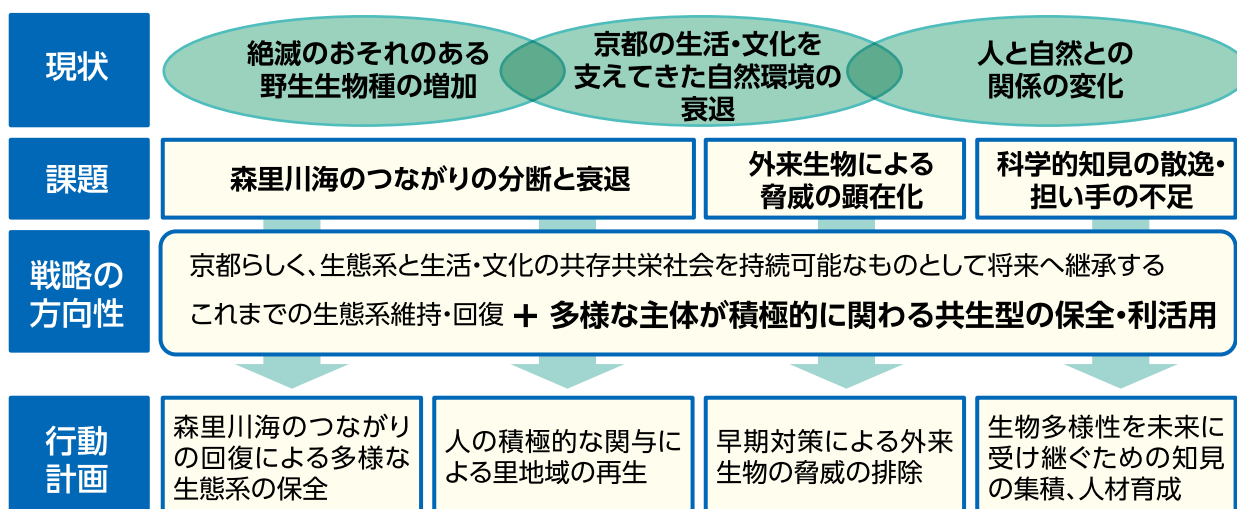 現状
絶滅のおそれのある
野生生物種の増加
京都の生活・文化を
支えてきた自然環境の
衰退
人と自然との
関係の変化
課題
森里川海のつながりの分断と衰退
外来生物による
脅威の顕在化
科学的知見の散逸・
担い手の不足
戦略の
方向性
京都らしく、生態系と生活・文化の共存共栄社会を持続可能なものとして将来へ継承する
これまでの生態系維持・回復 + 多様な主体が積極的に関わる共生型の保全・利活用
行動
計画
森里川海のつながり
の回復による多様な
生態系の保全
人の積極的な関与に
よる里地域の再生
早期対策による外来
生物の脅威の排除
生物多様性を未来に
受け継ぐための知見
の集積、人材育成